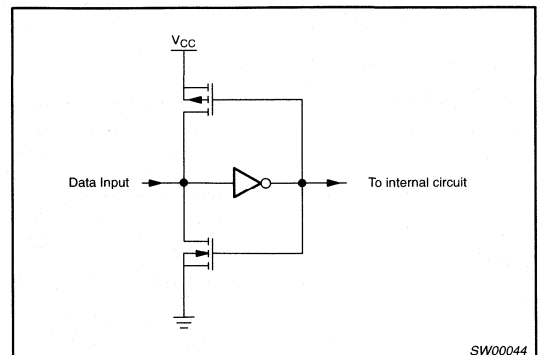 VCC
Data Input
To internal circuit
SW00044